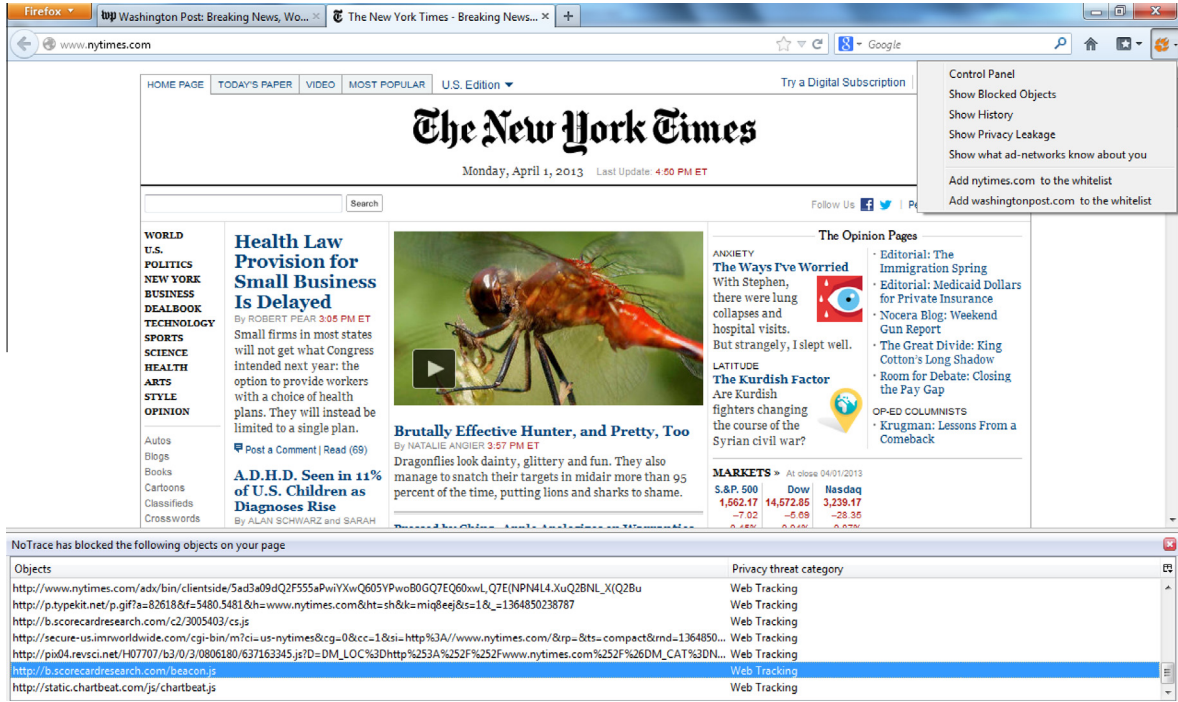 Firefox
Washington Post: Breaking News, Wo...
The New York Times - Breaking News...
www.nytimes.com
Google
Control Panel
Show Blocked Objects
Show History
Show Privacy Leakage
Show what ad-networks know about you
Add nytimes.com to the whitelist
Add washingtonpost.com to the whitelist
HOME PAGE
TODAY'S PAPER
VIDEO
MOST POPULAR
U.S. Edition
Try a Digital Subscription
The New York Times
Monday, April 1, 2013 Last Update: 4:50 PM ET
Search
Follow Us
WORLD
U.S.
POLITICS
NEW YORK
BUSINESS
DEALBOOK
TECHNOLOGY
SPORTS
SCIENCE
HEALTH
ARTS
STYLE
OPINION
Autos
Blogs
Books
Cartoons
Classifieds
Crosswords
Health Law
Provision for
Small Business
Is Delayed
By ROBERT PEAR 3:05 PM ET
Small firms in most states
will not get what Congress
intended next year: the
option to provide workers
with a choice of health
plans. They will instead be
limited to a single plan.
Post a Comment | Read (69)
A.D.H.D. Seen in 11%
of U.S. Children as
Diagnoses Rise
By ALAN SCHWARZ and SARAH
Brutally Effective Hunter, and Pretty, Too
By NATALIE ANGIER 3:57 PM ET
Dragonflies look dainty, glittery and fun. They also
manage to snatch their targets in midair more than 95
percent of the time, putting lions and sharks to shame.
The Opinion Pages
ANXIETY
The Ways I've Worried
With Stephen,
there were lung
collapses and
hospital visits.
But strangely, I slept well.
LATITUDE
The Kurdish Factor
Are Kurdish
fighters changing
the course of the
Syrian civil war?
· Editorial: The
Immigration Spring
· Editorial: Medicaid Dollars
for Private Insurance
· Nocera Blog: Weekend
Gun Report
· The Great Divide: King
Cotton's Long Shadow
· Room for Debate: Closing
the Pay Gap
OP-ED COLUMNISTS
· Krugman: Lessons From a
Comeback
MARKETS » At close 04/01/2013
S.&P. 500 Dow Nasdaq
1,562.17 14,572.85 3,239.17
–7.02 –5.69 –28.35
NoTrace has blocked the following objects on your page
Objects Privacy threat category
http://www.nytimes.com/adx/bin/clientside/5ad3a09dQ2F555aPwiYXwQ605YPwoB0GQ7EQ60xwL,Q7E(NPN4L4.XuQ2BNL_X(Q2Bu Web Tracking
http://p.typekit.net/p.gif?a=82618&f=5480.5481&h=www.nytimes.com&ht=sh&k=miq8eej&s=1&_=1364850238787 Web Tracking
http://b.scorecardresearch.com/c2/3005403/cs.js Web Tracking
http://secure-us.imrworldwide.com/cgi-bin/m?ci=us-nytimes&cg=0&cc=1&si=http%3A//www.nytimes.com/&rp=&ts=compact&rnd=1364850... Web Tracking
http://pix04.revsci.net/H07707/b3/0/3/0806180/637163345.js?D=DM_LOC%3Dhttp%253A%252F%252Fwww.nytimes.com%252F%26DM_CAT%3DN... Web Tracking
http://b.scorecardresearch.com/beacon.js Web Tracking
http://static.chartbeat.com/js/chartbeat.js Web Tracking